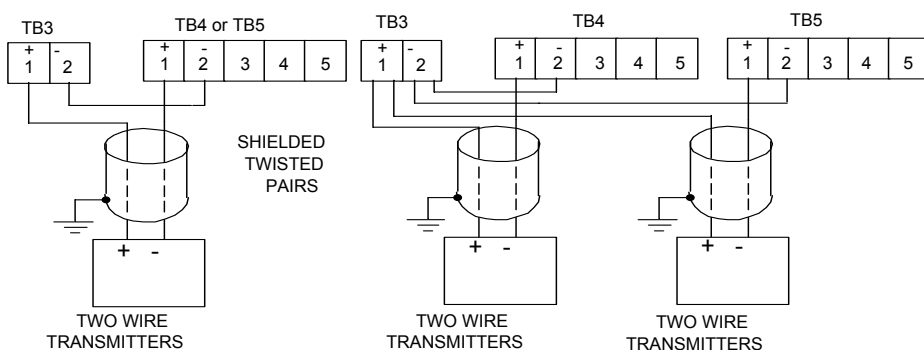 TB3 TB4 or TB5 TB3 TB4 TB5
+ - + - + - + - + -
1 2 1 2 3 4 5 1 2 1 2 3 4 5 1 2 3 4 5
SHIELDED
TWISTED
PAIRS
+ - + - + -
TWO WIRE
TRANSMITTERS
TWO WIRE
TRANSMITTERS
TWO WIRE
TRANSMITTERS